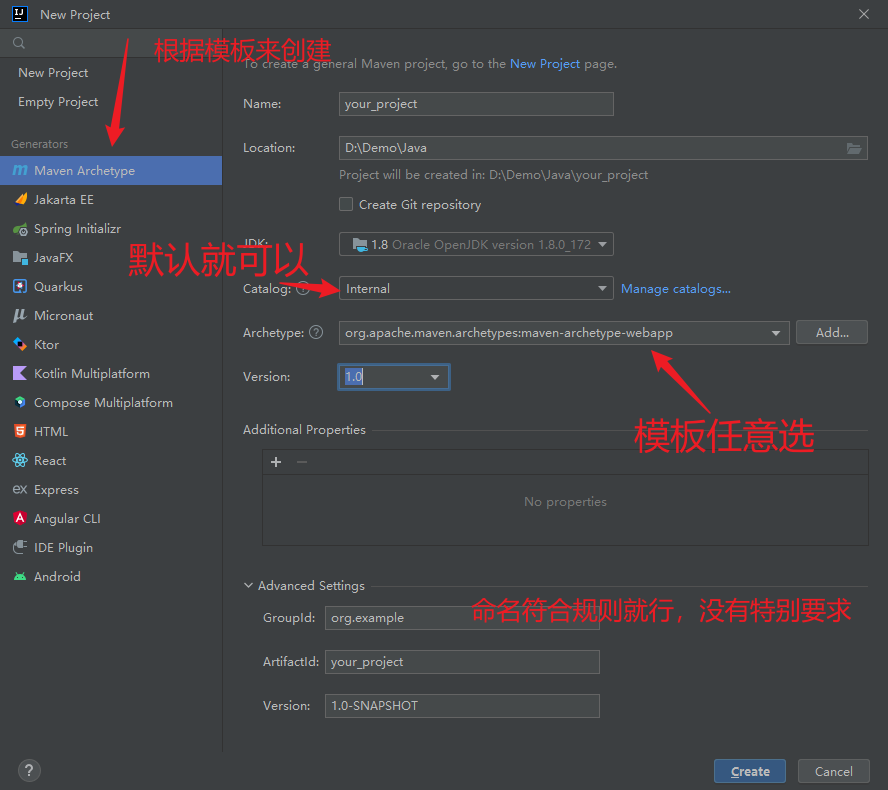 New Project
根据模板来创建
New Project
Empty Project
Generators
Maven Archetype
Jakarta EE
Spring Initializr
JavaFX
Quarkus
Micronaut
Ktor
Kotlin Multiplatform
Compose Multiplatform
HTML
React
Express
Angular CLI
IDE Plugin
Android
To create a general Maven project, go to the New Project page.
Name: your_project
Location: D:\Demo\Java
Project will be created in: D:\Demo\Java\your_project
Create Git repository
JDK: 1.8 Oracle OpenJDK version 1.8.0_172
默认就可以
Catalog: ? Internal Manage catalogs...
Archetype: ? org.apache.maven.archetypes:maven-archetype-webapp Add...
Version: 1.0
模板任意选
Additional Properties
+ −
No properties
Advanced Settings
命名符合规则就行，没有特别要求
GroupId: org.example
ArtifactId: your_project
Version: 1.0-SNAPSHOT
? Create Cancel